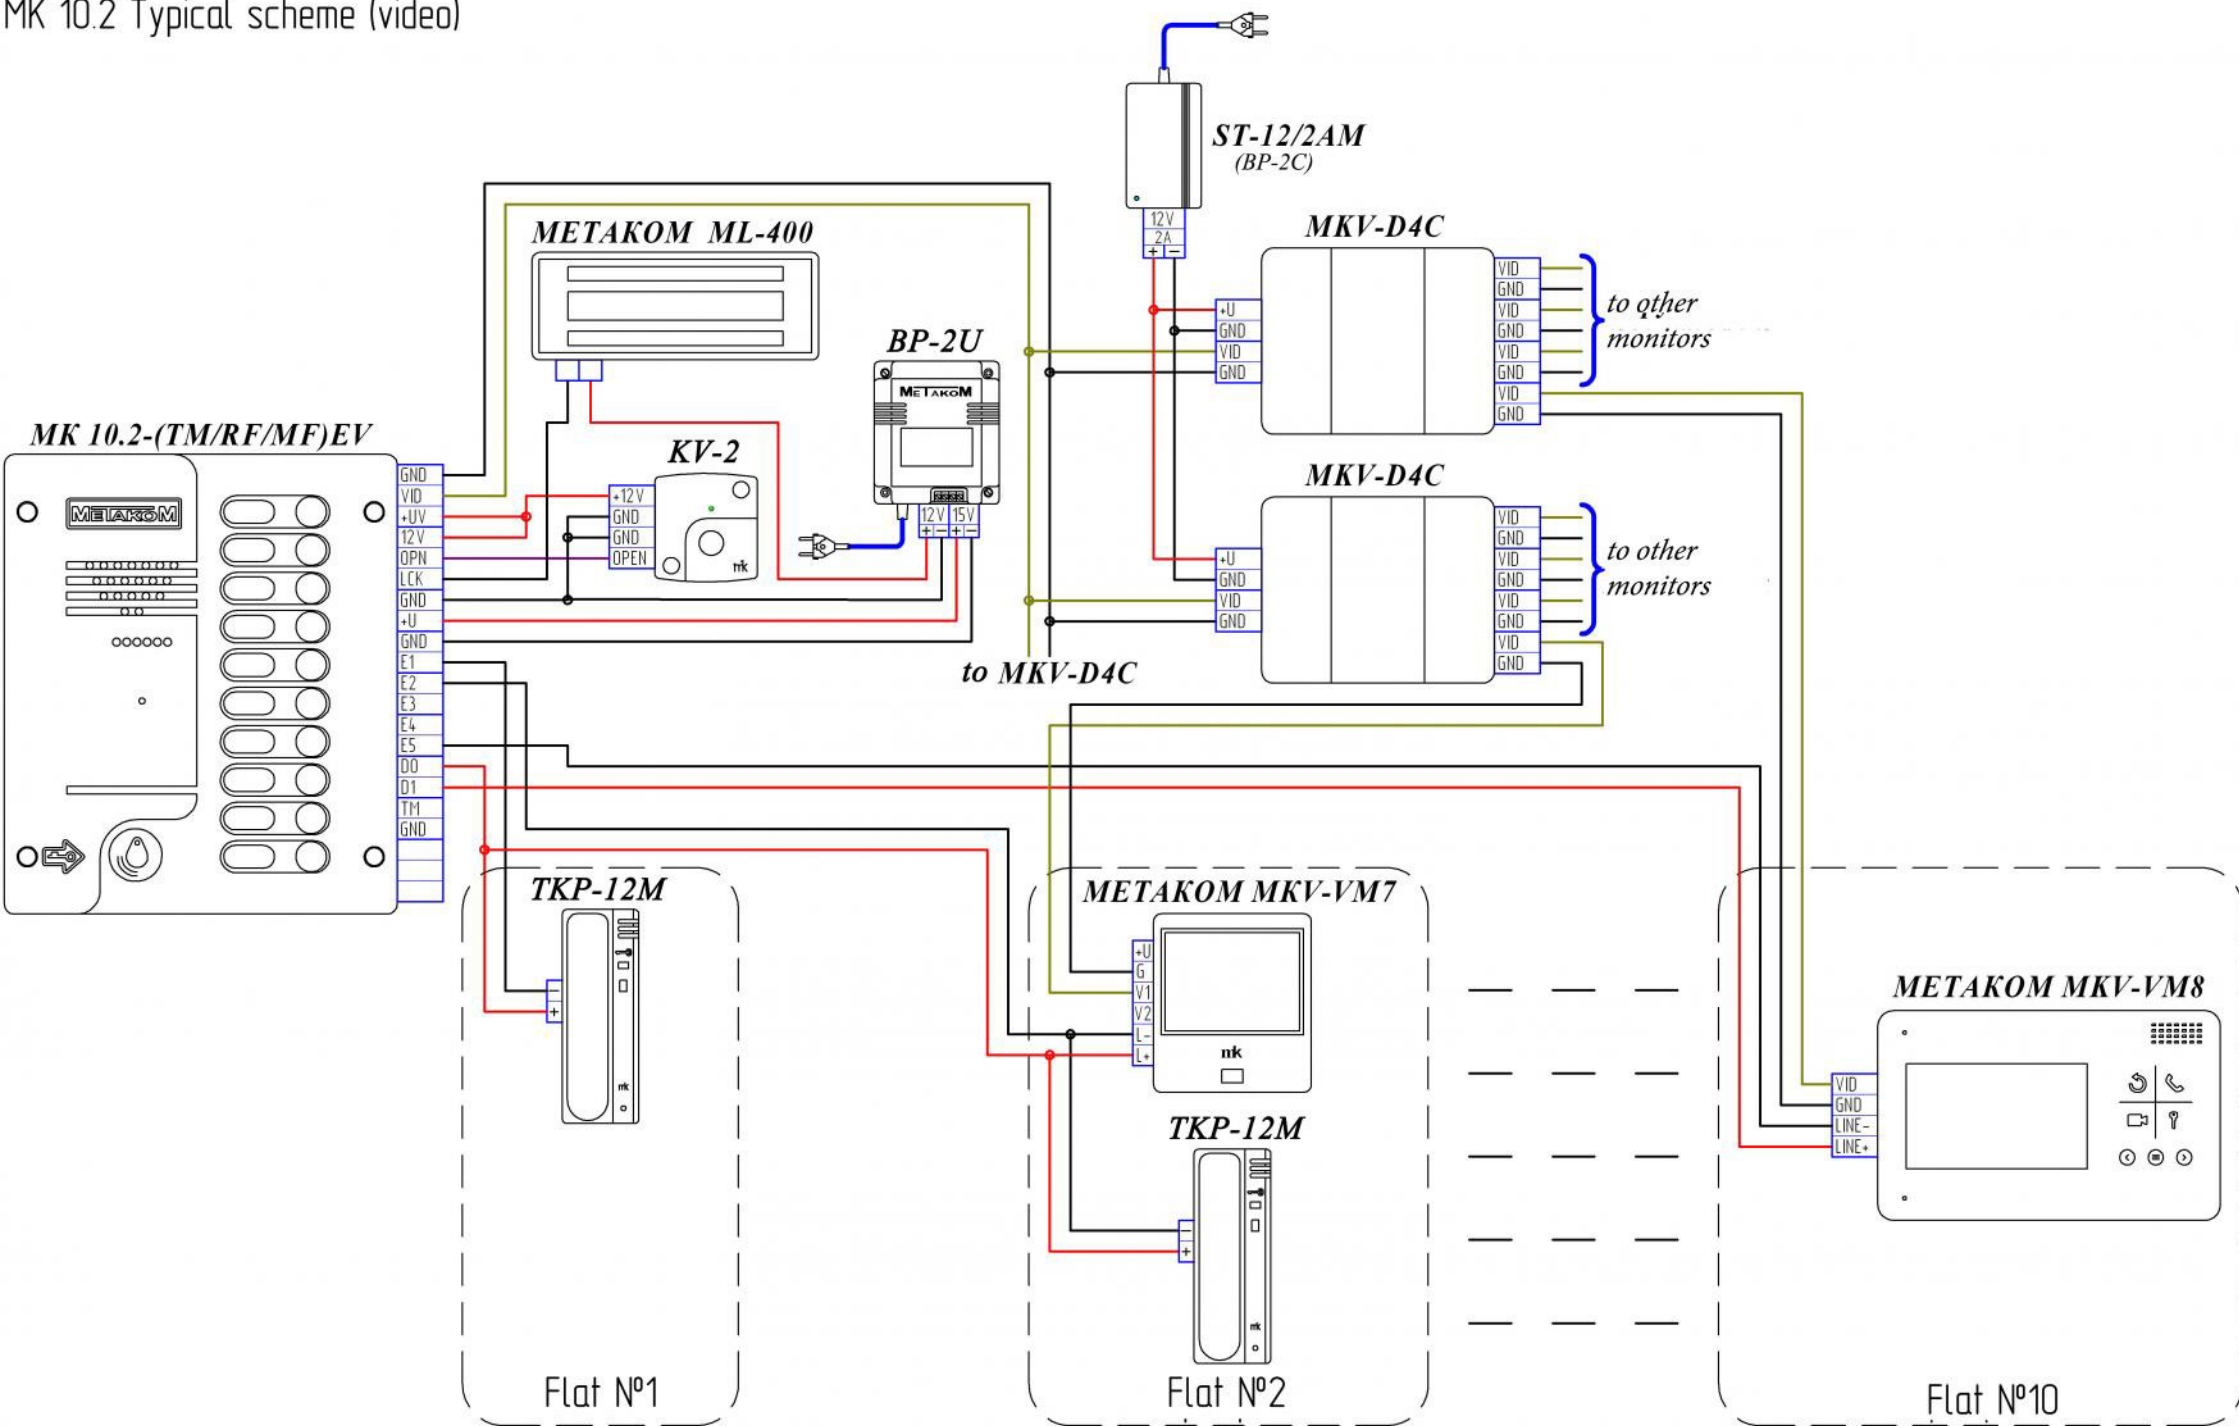 MK 10.2 Typical scheme (video)
ST-12/2AM
(BP-2C)
12V
2A
+ −
METAKOM ML-400
MKV-D4C
+U
GND
VID
GND
VID
GND
VID
GND
VID
GND
VID
GND
to other
monitors
BP-2U
METAKOM
12V 15V
+ − + −
MK 10.2-(TM/RF/MF)EV
METAKOM
GND
VID
+UV
12V
OPN
LCK
GND
+U
GND
E1
E2
E3
E4
E5
D0
D1
TM
GND
KV-2
+12V
GND
GND
OPEN
mk
MKV-D4C
+U
GND
VID
GND
VID
GND
VID
GND
VID
GND
VID
GND
to other
monitors
to MKV-D4C
TKP-12M
−
+
mk
Flat №1
METAKOM MKV-VM7
+U
G
V1
V2
L-
L+
mk
TKP-12M
−
+
mk
Flat №2
METAKOM MKV-VM8
VID
GND
LINE-
LINE+
Flat №10